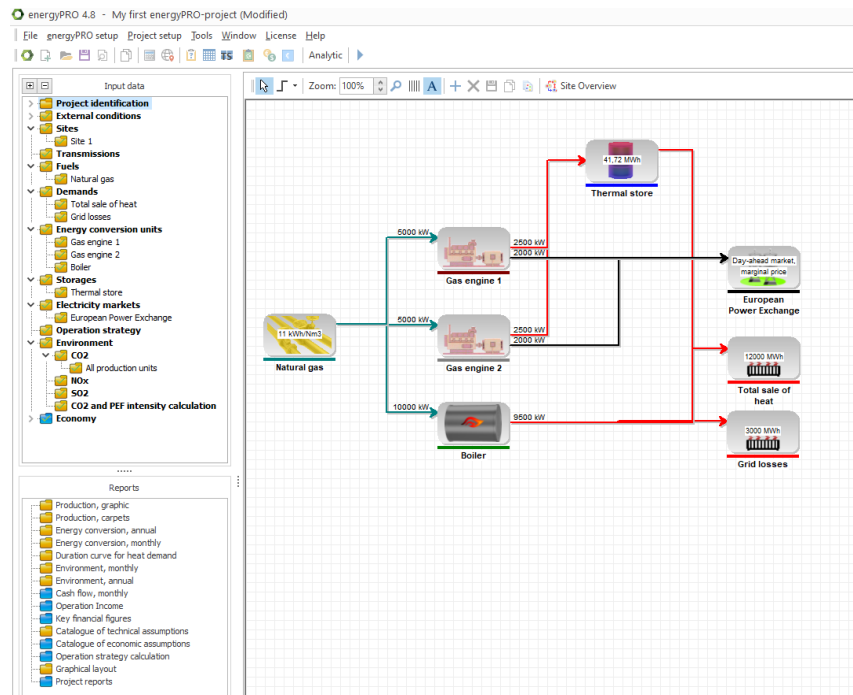 energyPRO 4.8 - My first energyPRO-project (Modified)
File energyPRO setup Project setup Tools Window License Help
TS Analytic
Input data
Project identification
External conditions
Sites
Site 1
Transmissions
Fuels
Natural gas
Demands
Total sale of heat
Grid losses
Energy conversion units
Gas engine 1
Gas engine 2
Boiler
Storages
Thermal store
Electricity markets
European Power Exchange
Operation strategy
Environment
CO2
All production units
NOx
SO2
CO2 and PEF intensity calculation
Economy
Reports
Production, graphic
Production, carpets
Energy conversion, annual
Energy conversion, monthly
Duration curve for heat demand
Environment, monthly
Environment, annual
Cash flow, monthly
Operation Income
Key financial figures
Catalogue of technical assumptions
Catalogue of economic assumptions
Operation strategy calculation
Graphical layout
Project reports
Zoom: 100% A Site Overview
41,72 MWh
Thermal store
5000 kW
2500 kW
2000 kW
Gas engine 1
Day-ahead market,
marginal price
European
Power Exchange
11 kWh/Nm3
Natural gas
5000 kW
2500 kW
2000 kW
Gas engine 2
12000 MWh
Total sale of
heat
10000 kW
9500 kW
Boiler
3000 MWh
Grid losses